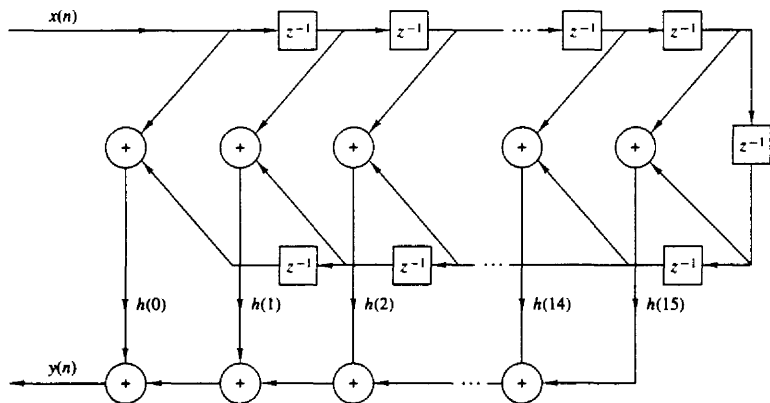 x(n) z⁻¹ z⁻¹ ... z⁻¹ z⁻¹
+ + + + + z⁻¹
z⁻¹ z⁻¹ ... z⁻¹
h(0) h(1) h(2) h(14) h(15)
y(n) + + + ... +